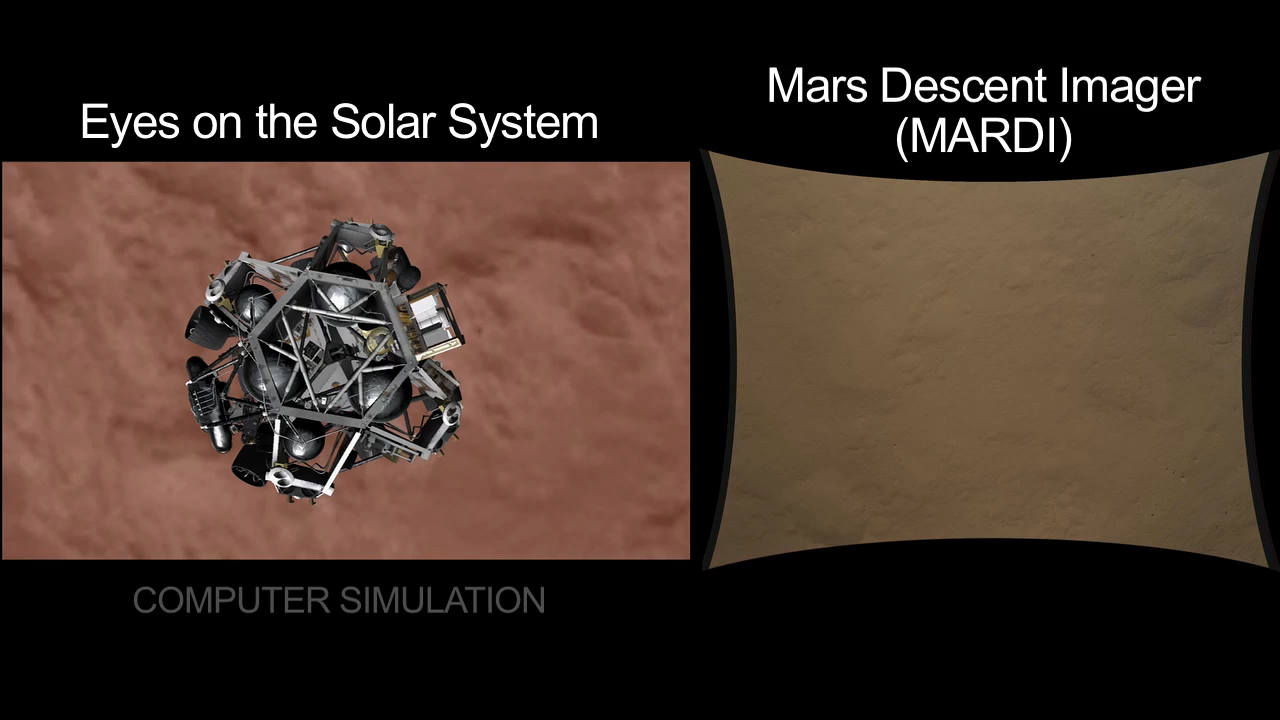 Eyes on the Solar System
Mars Descent Imager
(MARDI)
COMPUTER SIMULATION